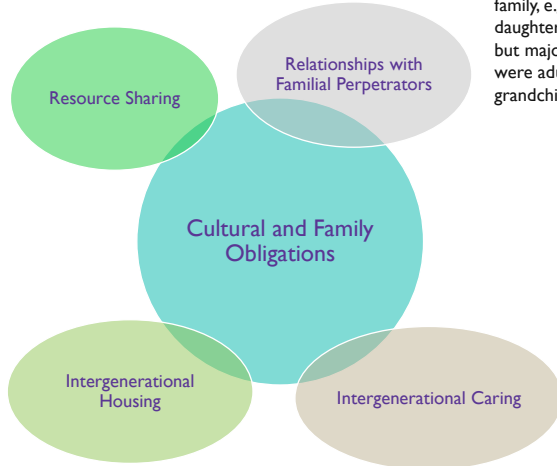 family, e.
daughter
but majo
were adu
grandchi
Resource Sharing
Relationships with
Familial Perpetrators
Cultural and Family
Obligations
Intergenerational
Housing
Intergenerational Caring